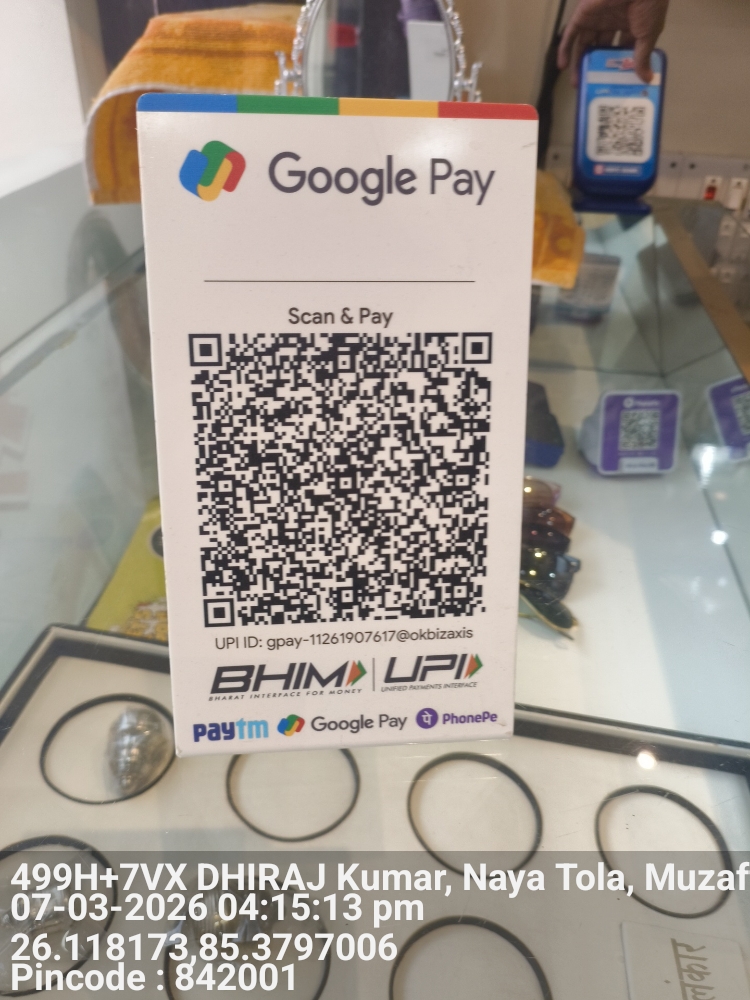 Google Pay
Scan & Pay
UPI ID: gpay-11261907617@okbizaxis
BHIM UPI
BHARAT INTERFACE FOR MONEY UNIFIED PAYMENTS INTERFACE
paytm Google Pay पे PhonePe
499H+7VX DHIRAJ Kumar, Naya Tola, Muzaf
07-03-2026 04:15:13 pm
26.118173,85.3797006
Pincode : 842001